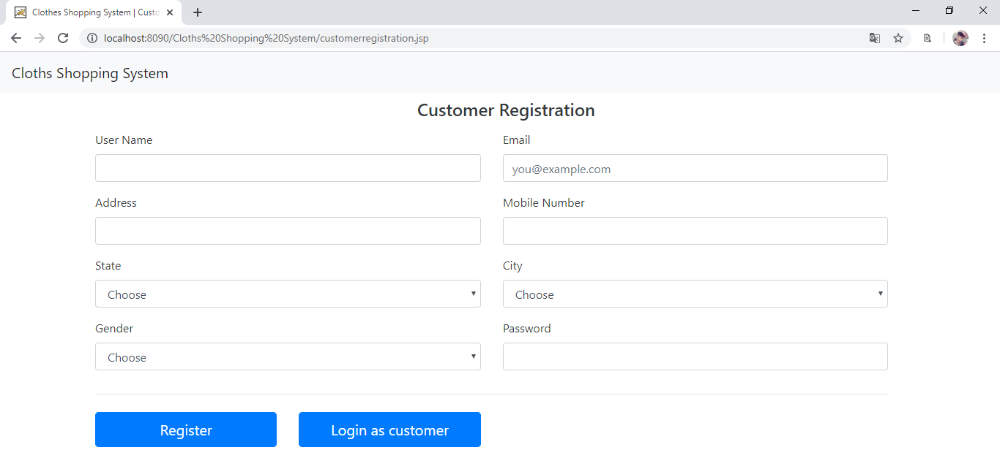 Clothes Shopping System | Custo
localhost:8090/Cloths%20Shopping%20System/customerregistration.jsp
Cloths Shopping System
Customer Registration
User Name
Email
you@example.com
Address
Mobile Number
State
City
Choose
Choose
Gender
Password
Choose
Register
Login as customer